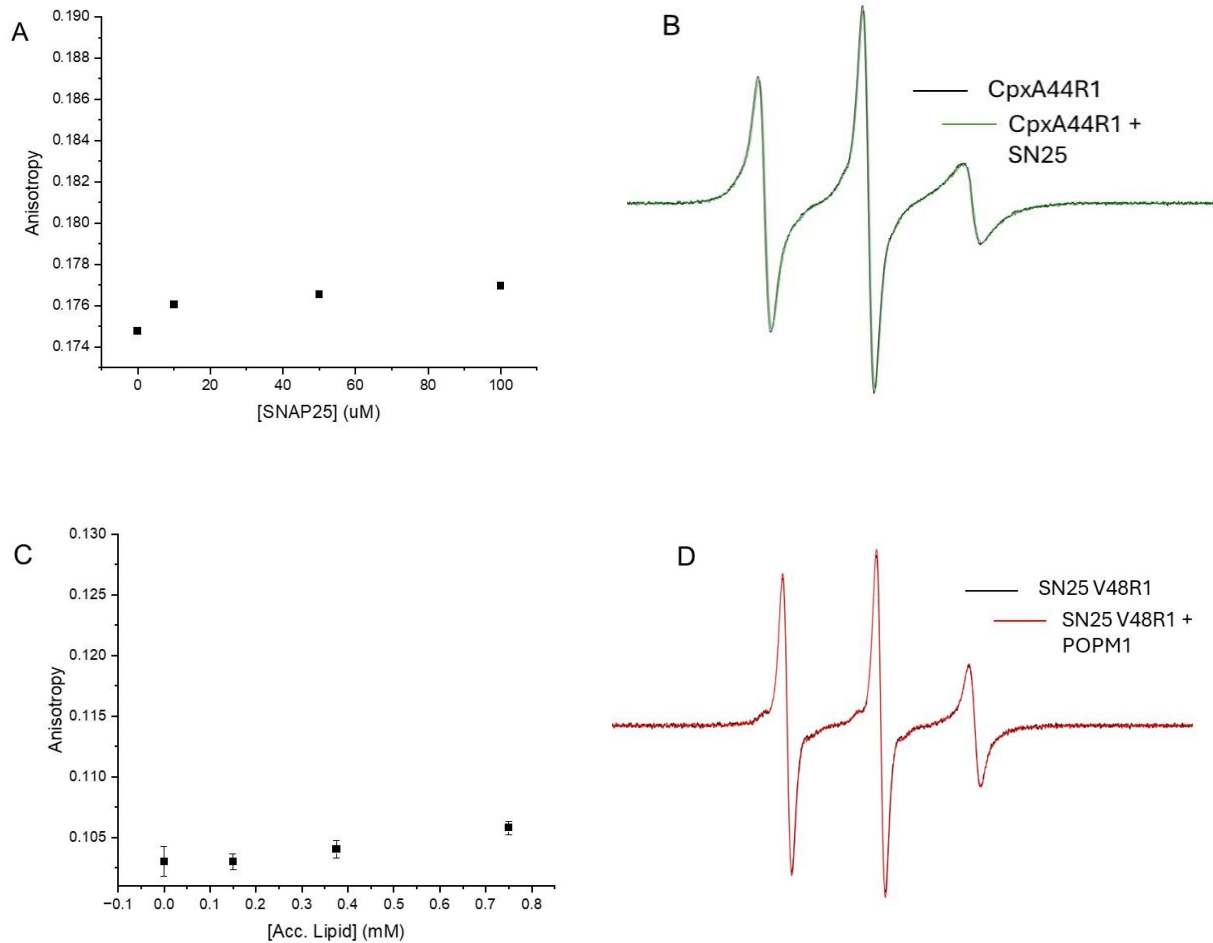 A
0.190
0.188
0.186
0.184
0.182
0.180
0.178
0.176
0.174
Anisotropy
0 20 40 60 80 100
[SNAP25] (uM)
B
CpxA44R1
CpxA44R1 +
SN25
C
0.130
0.125
0.120
0.115
0.110
0.105
Anisotropy
−0.1 0.0 0.1 0.2 0.3 0.4 0.5 0.6 0.7 0.8
[Acc. Lipid] (mM)
D
SN25 V48R1
SN25 V48R1 +
POPM1